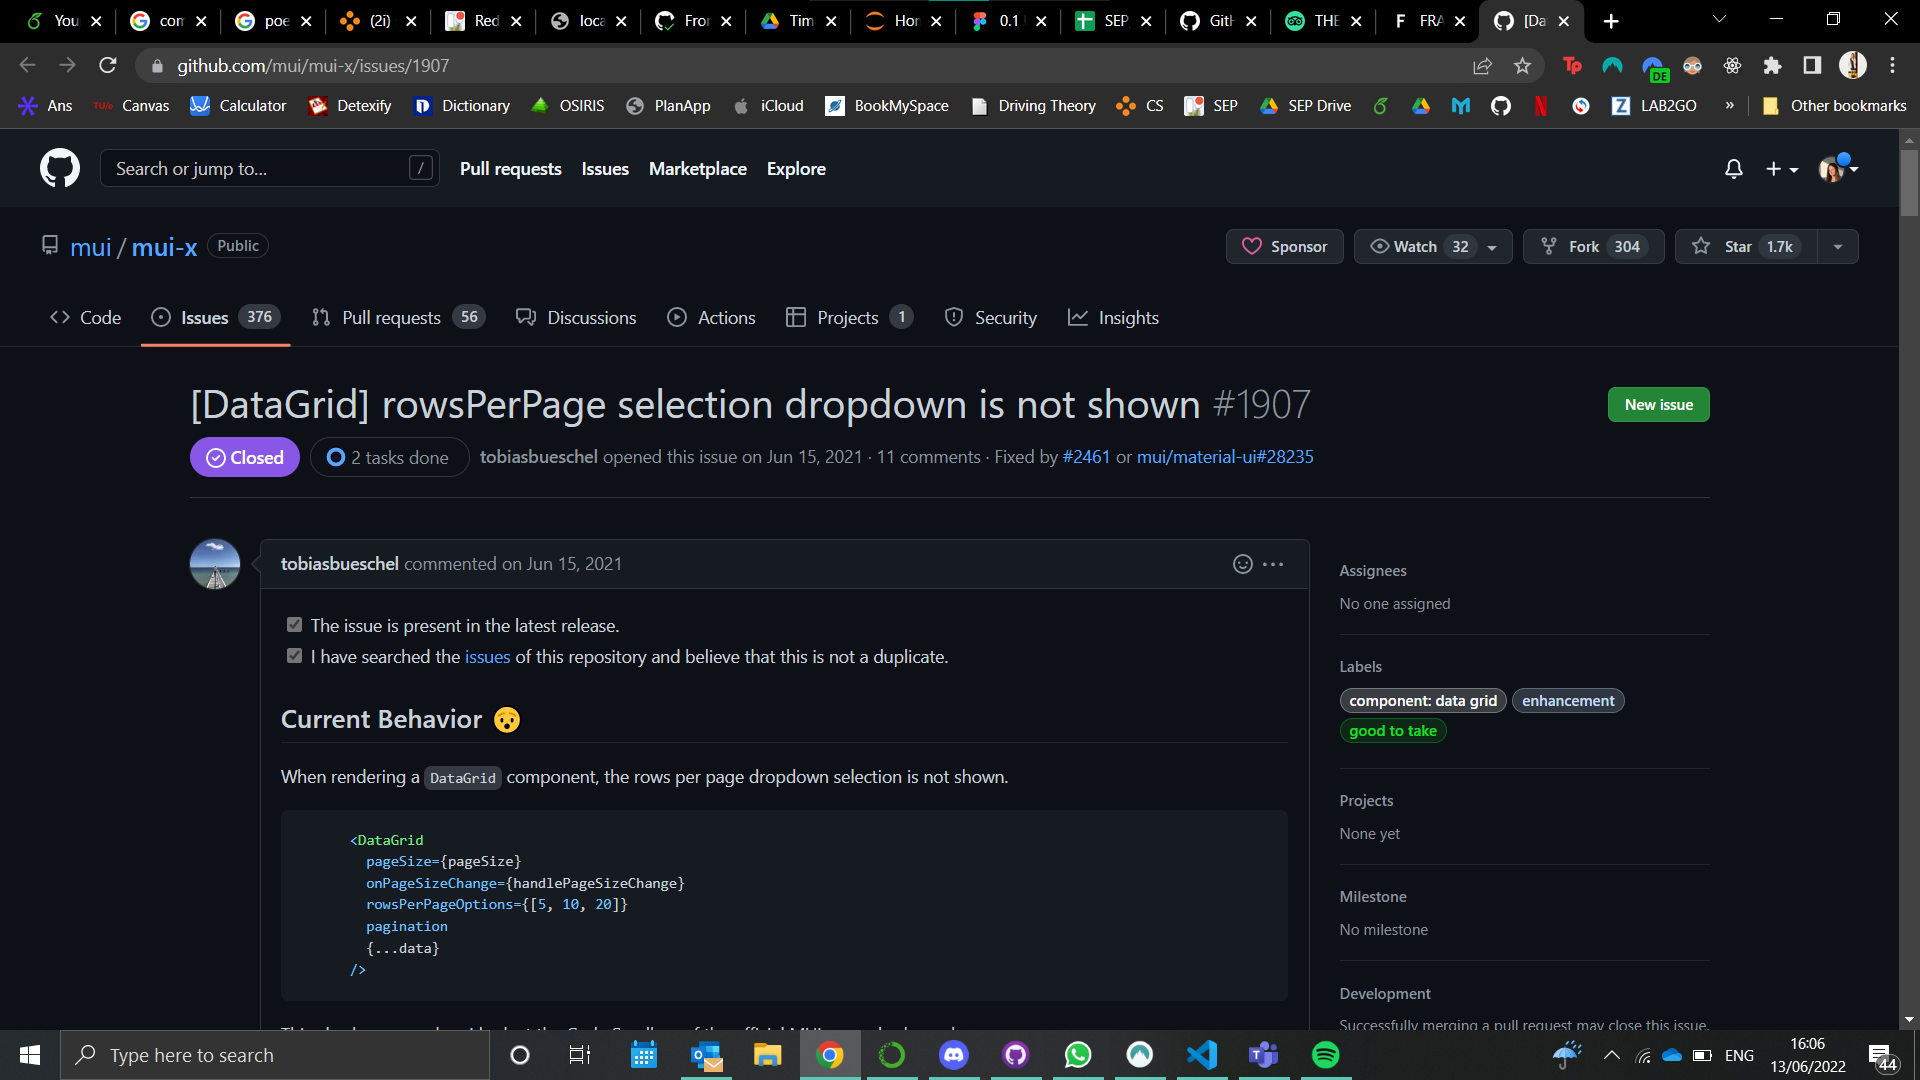 You
com
poe
(2i)
Red
loca
Fror
Tim
Hor
0.1
SEP
GitH
THE
FRA
[Da
github.com/mui/mui-x/issues/1907
DE
Ans
Canvas
Calculator
Detexify
Dictionary
OSIRIS
PlanApp
iCloud
BookMySpace
Driving Theory
CS
SEP
SEP Drive
LAB2GO
»
Other bookmarks
Search or jump to...
/
Pull requests
Issues
Marketplace
Explore
mui / mui-x
Public
Sponsor
Watch 32
Fork 304
Star 1.7k
Code
Issues 376
Pull requests 56
Discussions
Actions
Projects 1
Security
Insights
[DataGrid] rowsPerPage selection dropdown is not shown #1907
New issue
Closed
2 tasks done
tobiasbueschel opened this issue on Jun 15, 2021 · 11 comments · Fixed by #2461 or mui/material-ui#28235
tobiasbueschel commented on Jun 15, 2021
The issue is present in the latest release.
I have searched the issues of this repository and believe that this is not a duplicate.
Current Behavior 😯
When rendering a DataGrid component, the rows per page dropdown selection is not shown.
<DataGrid
pageSize={pageSize}
onPageSizeChange={handlePageSizeChange}
rowsPerPageOptions={[5, 10, 20]}
pagination
{...data}
/>
Assignees
No one assigned
Labels
component: data grid
enhancement
good to take
Projects
None yet
Milestone
No milestone
Development
Successfully merging a pull request may close this issue.
Type here to search
ENG
16:06
13/06/2022
44